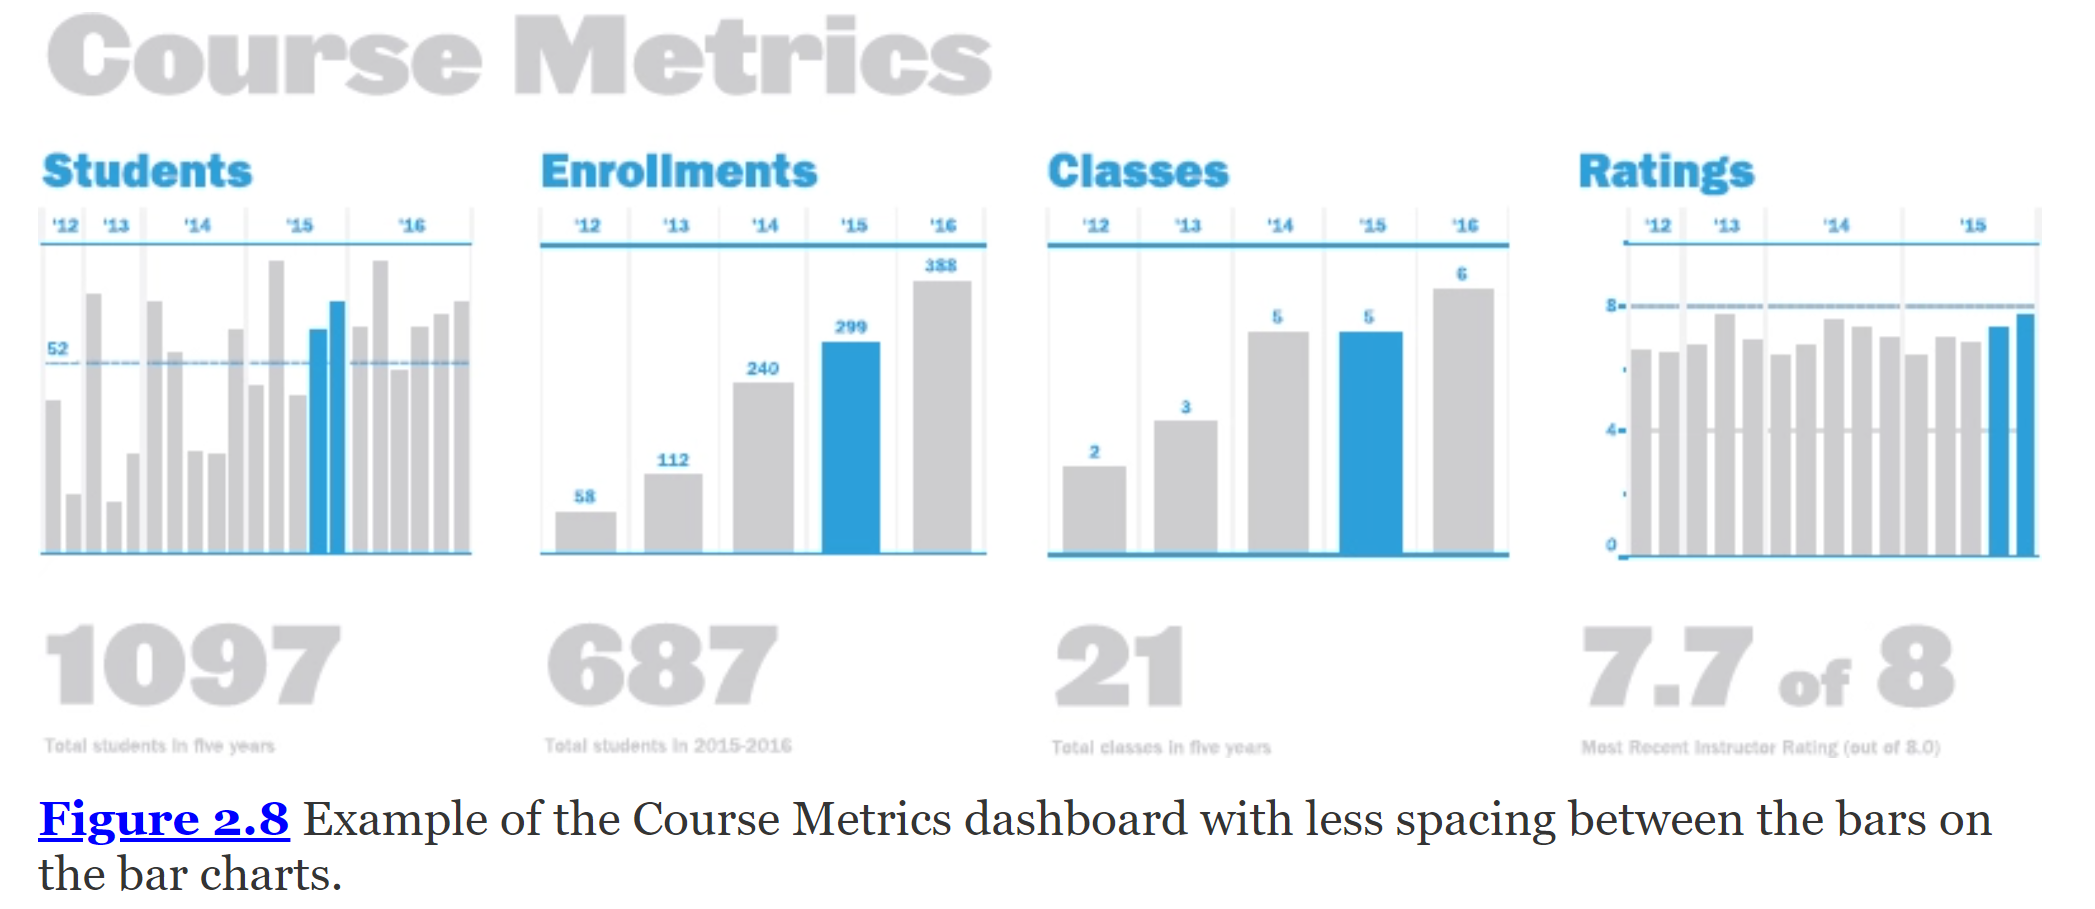 Course Metrics
Students
'12 '13 '14 '15 '16
52
1097
Total students in five years
Enrollments
'12 '13 '14 '15 '16
58 112 240 299 388
687
Total students in 2015-2016
Classes
'12 '13 '14 '15 '16
2 3 5 5 6
21
Total classes in five years
Ratings
'12 '13 '14 '15
8
4
0
7.7 of 8
Most Recent Instructor Rating (out of 8.0)
Figure 2.8 Example of the Course Metrics dashboard with less spacing between the bars on
the bar charts.